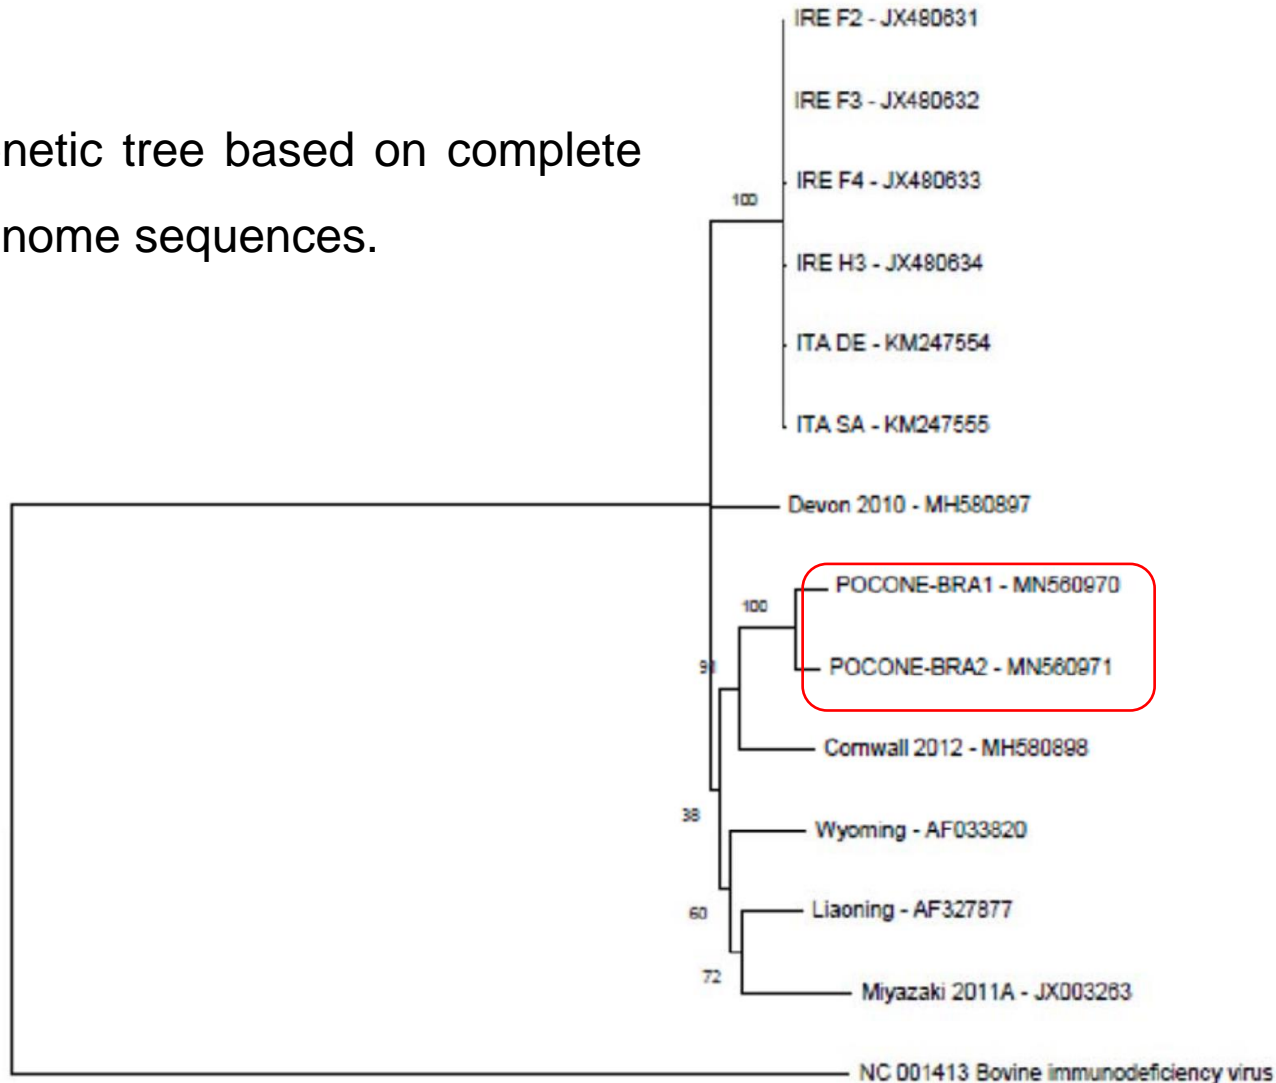 IRE F2 - JX480631
IRE F3 - JX480632
netic tree based on complete
IRE F4 - JX480633
100
nome sequences.
IRE H3 - JX480634
ITA DE - KM247554
ITA SA - KM247555
Devon 2010 - MH580897
POCONE-BRA1 - MN560970
100
POCONE-BRA2 - MN560971
Cornwall 2012 - MH580898
38
Wyoming - AF033820
Liaoning - AF327877
60
72
Miyazaki 2011A - JX003263
NC 001413 Bovine immunodeficiency virus